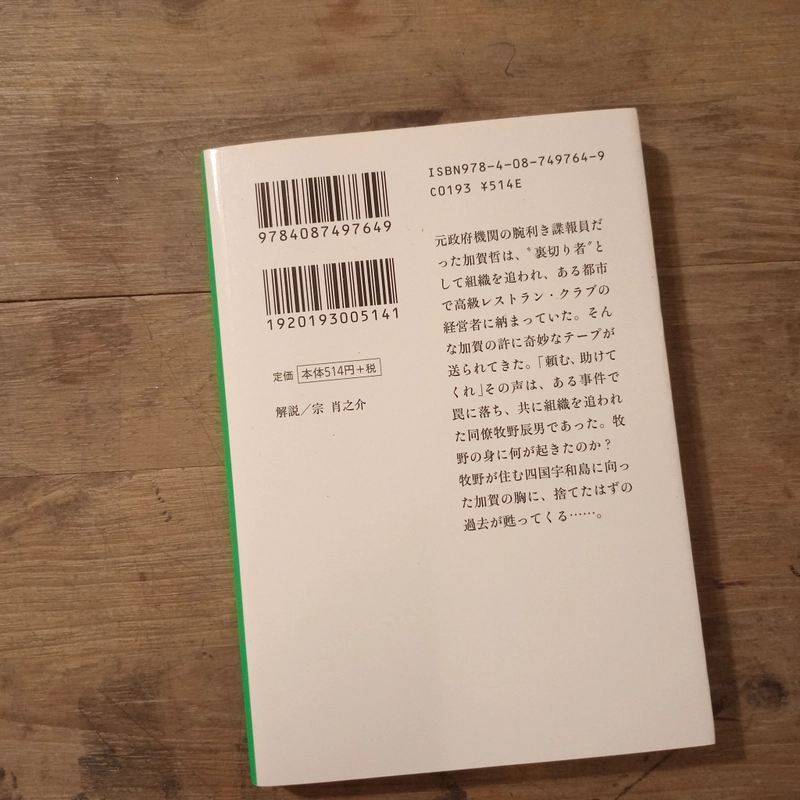 9784087497649
1920193005141
定価 本体514円+税
解説/宗 肖之介
ISBN978-4-08-749764-9
C0193 ¥514E
元政府機関の腕利き諜報員だ
った加賀哲は、〝裏切り者〟と
して組織を追われ、ある都市
で高級レストラン・クラブの
経営者に納まっていた。そん
な加賀の許に奇妙なテープが
送られてきた。「頼む、助けて
くれ」その声は、ある事件で
罠に落ち、共に組織を追われ
た同僚牧野辰男であった。牧
野の身に何が起きたのか?
牧野が住む四国宇和島に向っ
た加賀の胸に、捨てたはずの
過去が甦ってくる……。